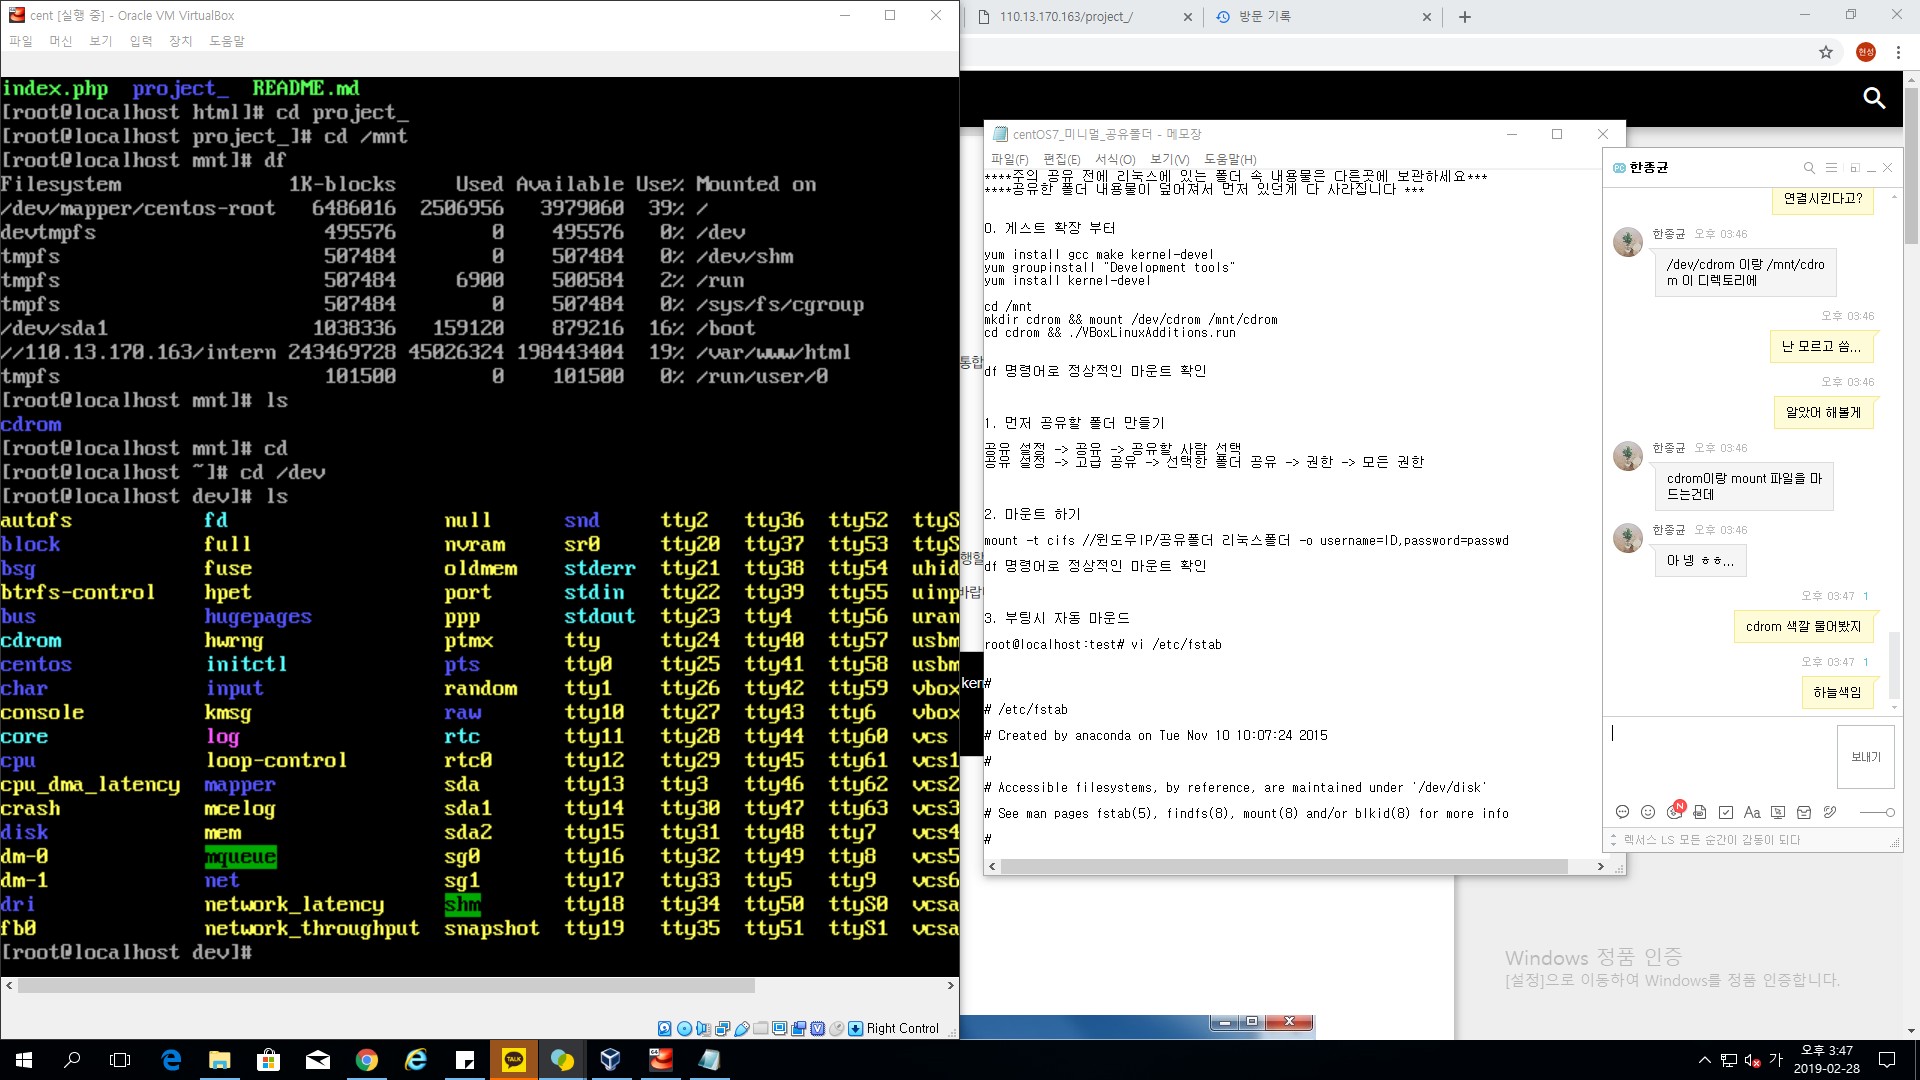 cent [실행 중] - Oracle VM VirtualBox
파일 머신 보기 입력 장치 도움말
index.php project_ README.md
[root@localhost html]# cd project_
[root@localhost project_]# cd /mnt
[root@localhost mnt]# df
Filesystem 1K-blocks Used Available Use% Mounted on
/dev/mapper/centos-root 6486016 2506956 3979060 39% /
devtmpfs 495576 0 495576 0% /dev
tmpfs 507484 0 507484 0% /dev/shm
tmpfs 507484 6900 500584 2% /run
tmpfs 507484 0 507484 0% /sys/fs/cgroup
/dev/sda1 1038336 159120 879216 16% /boot
//110.13.170.163/intern 243469728 45026324 198443404 19% /var/www/html
tmpfs 101500 0 101500 0% /run/user/0
[root@localhost mnt]# ls
cdrom
[root@localhost mnt]# cd
[root@localhost ~]# cd /dev
[root@localhost dev]# ls
autofs fd null snd tty2 tty36 tty52 ttyS
block full nvram sr0 tty20 tty37 tty53 ttyS
bsg fuse oldmem stderr tty21 tty38 tty54 uhid
btrfs-control hpet port stdin tty22 tty39 tty55 uinp
bus hugepages ppp stdout tty23 tty4 tty56 uran
cdrom hwrng ptmx tty tty24 tty40 tty57 usbm
centos initctl pts tty0 tty25 tty41 tty58 usbm
char input random tty1 tty26 tty42 tty59 vbox
console kmsg raw tty10 tty27 tty43 tty6 vbox
core log rtc tty11 tty28 tty44 tty60 vcs
cpu loop-control rtc0 tty12 tty29 tty45 tty61 vcs1
cpu_dma_latency mapper sda tty13 tty3 tty46 tty62 vcs2
crash mcelog sda1 tty14 tty30 tty47 tty63 vcs3
disk mem sda2 tty15 tty31 tty48 tty7 vcs4
dm-0 mqueue sg0 tty16 tty32 tty49 tty8 vcs5
dm-1 net sg1 tty17 tty33 tty5 tty9 vcs6
dri network_latency shm tty18 tty34 tty50 ttyS0 vcsa
fb0 network_throughput snapshot tty19 tty35 tty51 ttyS1 vcsa
[root@localhost dev]#
Right Control
110.13.170.163/project_/ 방문 기록
현성
통합
행할
바랍
ker
centOS7_미니멀_공유폴더 - 메모장
파일(F) 편집(E) 서식(O) 보기(V) 도움말(H)
****주의 공유 전에 리눅스에 있는 폴더 속 내용물은 다른곳에 보관하세요***
****공유한 폴더 내용물이 덮어져서 먼저 있던게 다 사라집니다 ***
0. 게스트 확장 부터
yum install gcc make kernel-devel
yum groupinstall "Development tools"
yum install kernel-devel
cd /mnt
mkdir cdrom && mount /dev/cdrom /mnt/cdrom
cd cdrom && ./VBoxLinuxAdditions.run
df 명령어로 정상적인 마운트 확인
1. 먼저 공유할 폴더 만들기
공유 설정 -> 공유 -> 공유할 사람 선택
공유 설정 -> 고급 공유 -> 선택한 폴더 공유 -> 권한 -> 모든 권한
2. 마운트 하기
mount -t cifs //윈도우IP/공유폴더 리눅스폴더 -o username=ID,password=passwd
df 명령어로 정상적인 마운트 확인
3. 부팅시 자동 마운드
root@localhost:test# vi /etc/fstab
#
# /etc/fstab
# Created by anaconda on Tue Nov 10 10:07:24 2015
#
# Accessible filesystems, by reference, are maintained under '/dev/disk'
# See man pages fstab(5), findfs(8), mount(8) and/or blkid(8) for more info
#
PC 한종균
연결시킨다고?
한종균 오후 03:46
/dev/cdrom 이랑 /mnt/cdro
m 이 디렉토리에
오후 03:46
난 모르고 씀...
오후 03:46
알았어 해볼게
한종균 오후 03:46
cdrom이랑 mount 파일을 마
드는건데
한종균 오후 03:46
아 넹 ㅎㅎ...
오후 03:47 1
cdrom 색깔 물어봤지
오후 03:47 1
하늘색임
보내기
N
Aa
렉서스 LS 모든 순간이 감동이 되다
Windows 정품 인증
[설정]으로 이동하여 Windows를 정품 인증합니다.
TALK
가 오후 3:47
2019-02-28